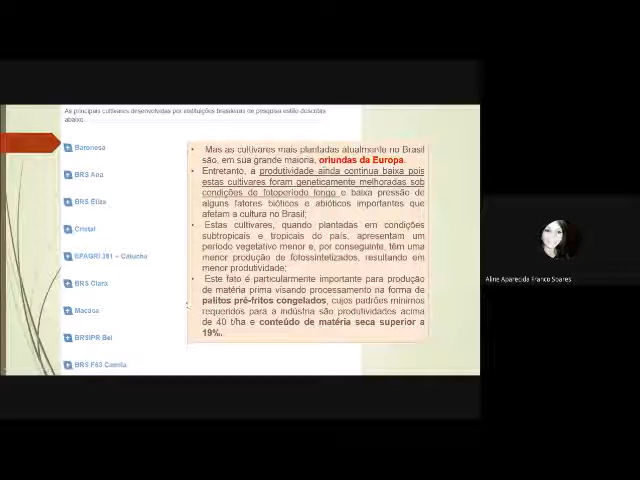 As principais cultivares desenvolvidas por instituições brasileiras de pesquisa estão descritas
abaixo.
Baronesa
BRS Ana
BRS Eliza
Cristal
EPAGRI 361 – Catucha
BRS Clara
Macaca
BRSIPR Bel
BRS F63 Camila
• Mas as cultivares mais plantadas atualmente no Brasil
são, em sua grande maioria, oriundas da Europa.
• Entretanto, a produtividade ainda continua baixa pois
estas cultivares foram geneticamente melhoradas sob
condições de fotoperíodo longo e baixa pressão de
alguns fatores bióticos e abióticos importantes que
afetam a cultura no Brasil;
• Estas cultivares, quando plantadas em condições
subtropicais e tropicais do país, apresentam um
período vegetativo menor e, por conseguinte, têm uma
menor produção de fotossintetizados, resultando em
menor produtividade;
• Este fato é particularmente importante para produção
de matéria prima visando processamento na forma de
palitos pré-fritos congelados, cujos padrões mínimos
requeridos para a indústria são produtividades acima
de 40 t/ha e conteúdo de matéria seca superior a
19%.
Aline Aparecida Franco Soares